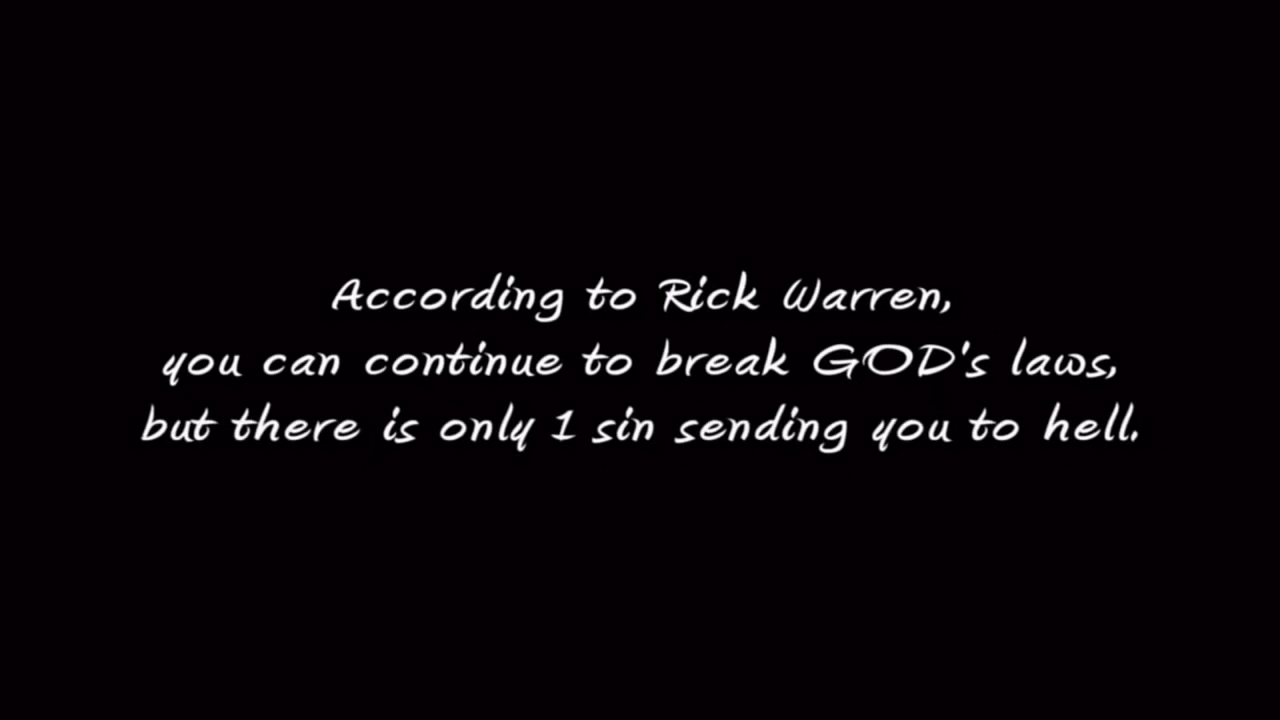 According to Rick Warren,
you can continue to break GOD's laws,
but there is only 1 sin sending you to hell.